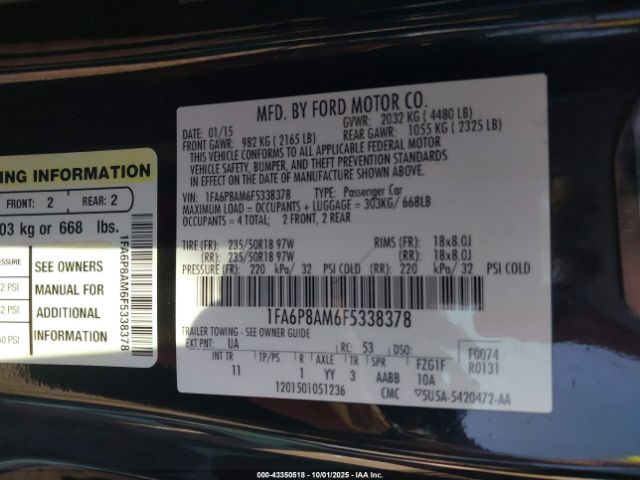 ING INFORMATION
FRONT: 2 REAR: 2
03 kg or 668 lbs.
PRESSURE
PSI
PSI
PSI
SEE OWNERS
MANUAL FOR
ADDITIONAL
INFORMATION
1FA6P8AM6F5338378
MFD. BY FORD MOTOR CO.
01/15 GVWR: 2032 KG ( 4480 LB)
FRONT GAWR: 982 KG ( 2165 LB) REAR GAWR: 1055 KG ( 2325 LB)
THIS VEHICLE CONFORMS TO ALL APPLICABLE FEDERAL MOTOR
VEHICLE SAFETY, BUMPER, AND THEFT PREVENTION STANDARDS
IN EFFECT ON THE DATE OF MANUFACTURE SHOWN ABOVE.
VIN: 1FA6P8AM6F5338378 TYPE: Passenger Car
MAXIMUM LOAD = OCCUPANTS + LUGGAGE = 303KG/ 668LB
OCCUPANTS = 4 TOTAL; 2 FRONT, 2 REAR
TIRE (FR): 235/50R18 97W RIMS (FR): 18x8.0J
(RR): 235/50R18 97W (RR): 18x8.0J
PRESSURE (FR): 220 kPa/ 32 PSI COLD (RR): 220 kPa/ 32 PSI COLD
1FA6P8AM6F5338378
TRAILER TOWING - SEE OWNER GUIDE
EXT PNT: UA RC: 53 DSO: F0074
R0131
INT TR TP/PS R AXLE TR SPR FZG1F
11 1 YY 3 AABB 10A
1201501051236 CMC 5U5A-5420472-AA
000-43350518 - 10/01/2025 - IAA Inc.